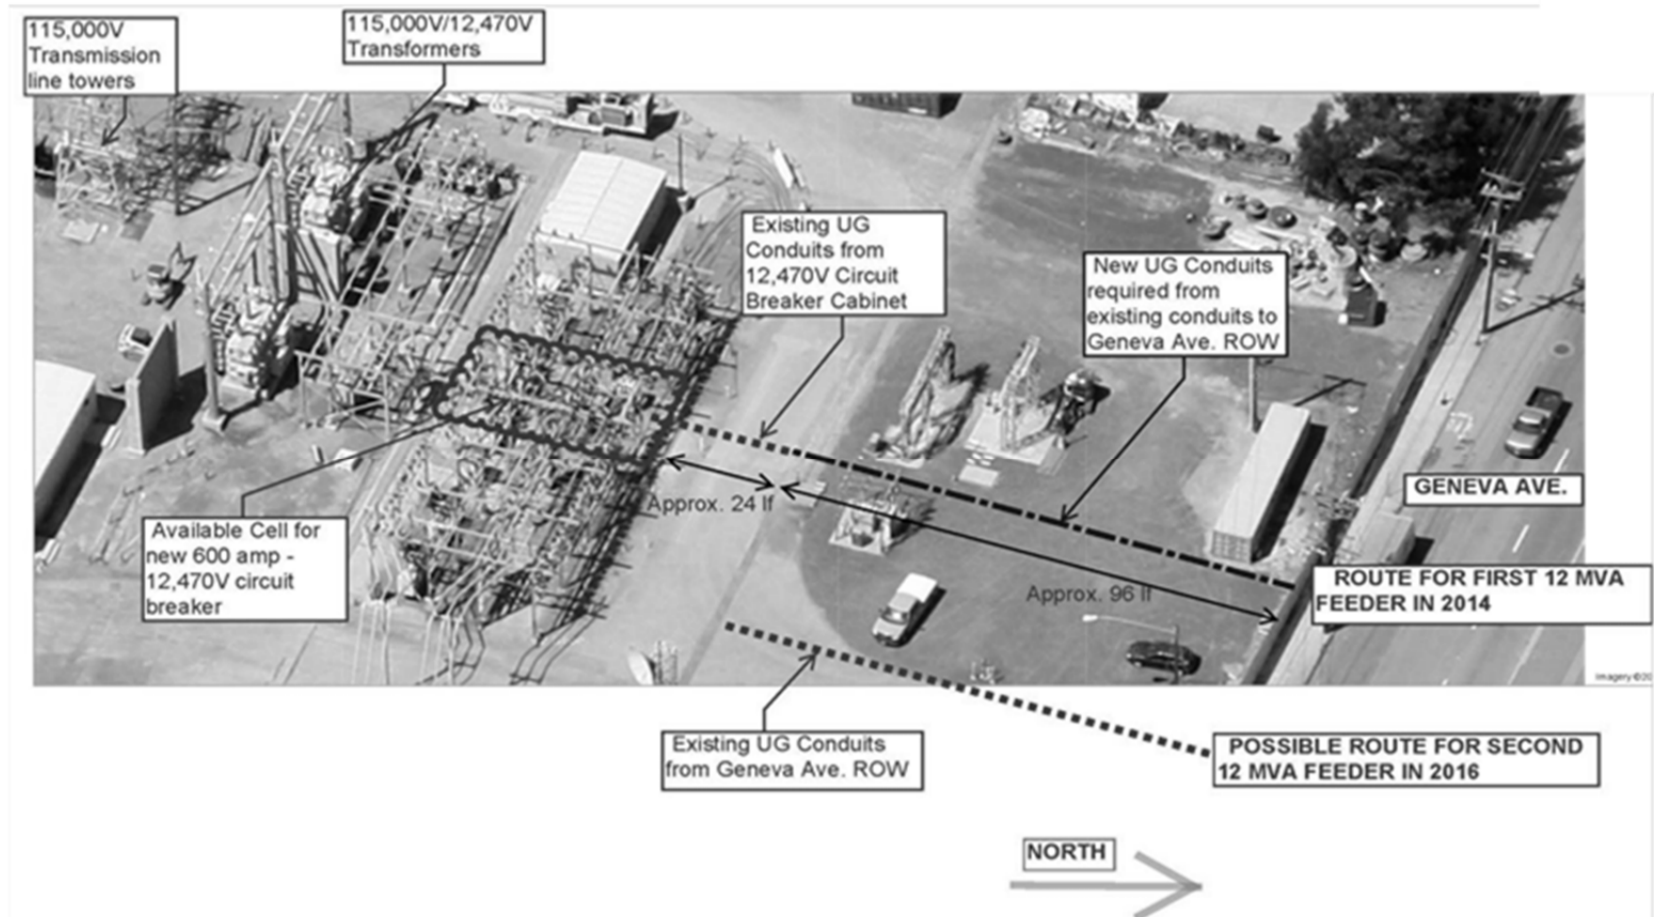 115,000V
Transmission
line towers
115,000V/12,470V
Transformers
Existing UG
Conduits from
12,470V Circuit
Breaker Cabinet
New UG Conduits
required from
existing conduits to
Geneva Ave. ROW
GENEVA AVE.
Approx. 24 lf
Available Cell for
new 600 amp -
12,470V circuit
breaker
Approx. 96 lf
ROUTE FOR FIRST 12 MVA
FEEDER IN 2014
Imagery ©20
Existing UG Conduits
from Geneva Ave. ROW
POSSIBLE ROUTE FOR SECOND
12 MVA FEEDER IN 2016
NORTH